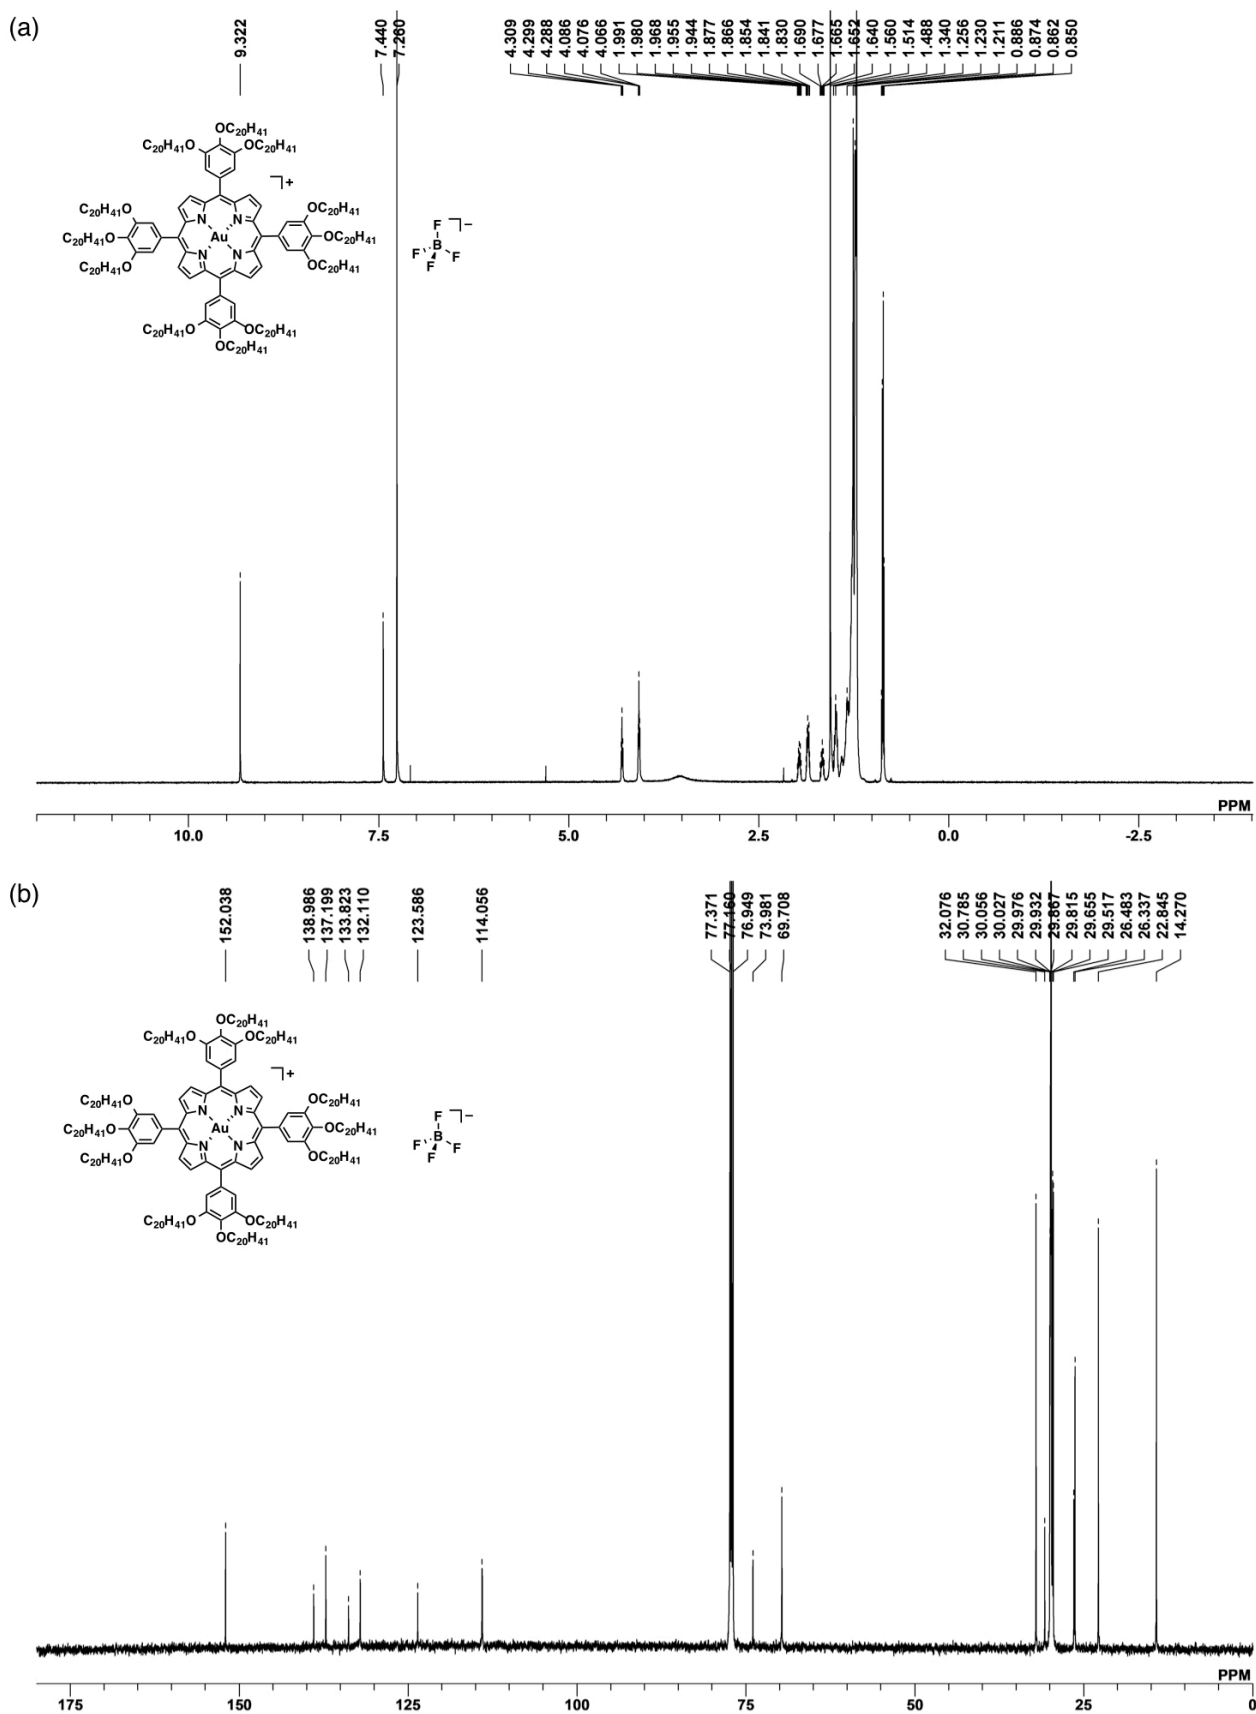 (a)
9.322
7.440
7.260
4.309
4.299
4.288
4.086
4.076
4.066
1.991
1.980
1.968
1.955
1.944
1.877
1.866
1.854
1.841
1.830
1.690
1.677
1.665
1.652
1.640
1.560
1.514
1.488
1.340
1.256
1.230
1.211
0.886
0.874
0.862
0.850
OC20H41
C20H41O OC20H41
+
C20H41O OC20H41
C20H41O OC20H41
C20H41O OC20H41
N N
Au
N N
F −
B
F F F
C20H41O OC20H41
OC20H41
PPM
10.0 7.5 5.0 2.5 0.0 -2.5
(b)
152.038
138.986
137.199
133.823
132.110
123.586
114.056
77.371
77.160
76.949
73.981
69.708
32.076
30.785
30.056
30.027
29.976
29.932
29.867
29.815
29.655
29.517
26.483
26.337
22.845
14.270
OC20H41
C20H41O OC20H41
+
C20H41O OC20H41
C20H41O OC20H41
C20H41O OC20H41
N N
Au
N N
F −
B
F F F
C20H41O OC20H41
OC20H41
PPM
175 150 125 100 75 50 25 0